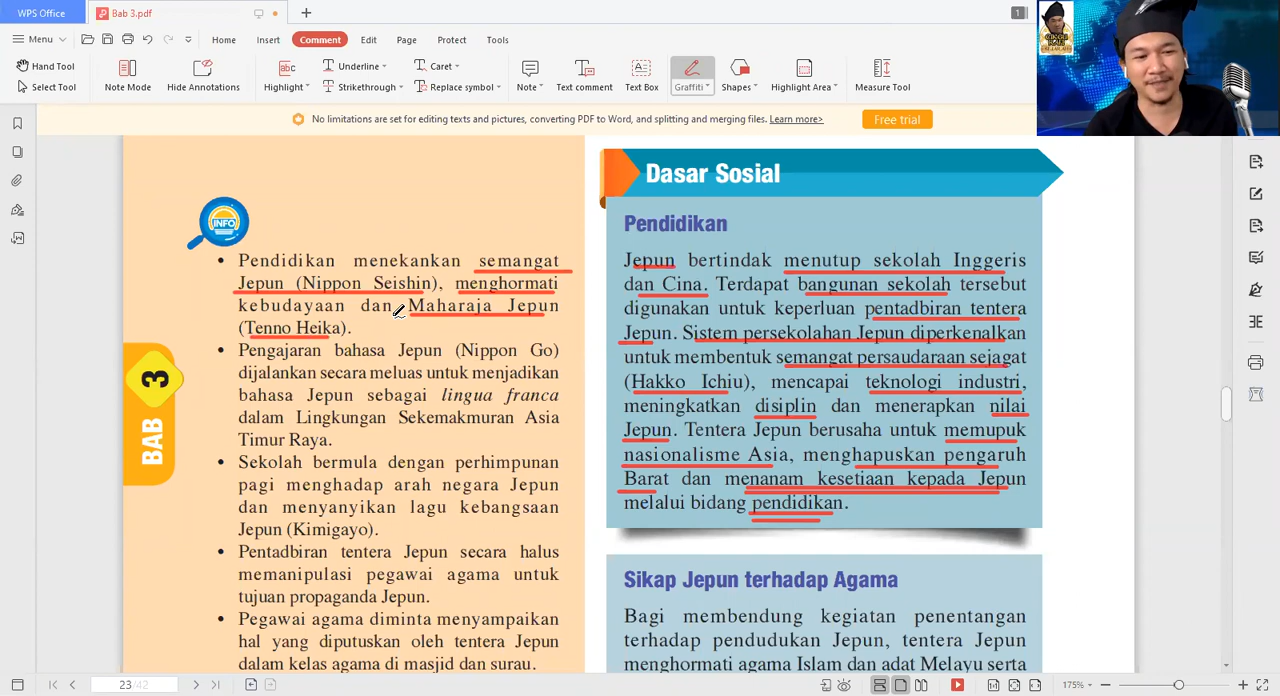 WPS Office
Bab 3.pdf
1
Menu
Home
Insert
Comment
Edit
Page
Protect
Tools
Hand Tool
Select Tool
Note Mode
Hide Annotations
Highlight
Underline
Strikethrough
Caret
Replace symbol
Note
Text comment
Text Box
Graffiti
Shapes
Highlight Area
Measure Tool
No limitations are set for editing texts and pictures, converting PDF to Word, and splitting and merging files. Learn more>
Free trial
INFO
• Pendidikan menekankan semangat
Jepun (Nippon Seishin), menghormati
kebudayaan dan Maharaja Jepun
(Tenno Heika).
• Pengajaran bahasa Jepun (Nippon Go)
dijalankan secara meluas untuk menjadikan
bahasa Jepun sebagai lingua franca
dalam Lingkungan Sekemakmuran Asia
Timur Raya.
• Sekolah bermula dengan perhimpunan
pagi menghadap arah negara Jepun
dan menyanyikan lagu kebangsaan
Jepun (Kimigayo).
• Pentadbiran tentera Jepun secara halus
memanipulasi pegawai agama untuk
tujuan propaganda Jepun.
• Pegawai agama diminta menyampaikan
hal yang diputuskan oleh tentera Jepun
dalam kelas agama di masjid dan surau.
BAB 3
Dasar Sosial
Pendidikan
Jepun bertindak menutup sekolah Inggeris
dan Cina. Terdapat bangunan sekolah tersebut
digunakan untuk keperluan pentadbiran tentera
Jepun. Sistem persekolahan Jepun diperkenalkan
untuk membentuk semangat persaudaraan sejagat
(Hakko Ichiu), mencapai teknologi industri,
meningkatkan disiplin dan menerapkan nilai
Jepun. Tentera Jepun berusaha untuk memupuk
nasionalisme Asia, menghapuskan pengaruh
Barat dan menanam kesetiaan kepada Jepun
melalui bidang pendidikan.
Sikap Jepun terhadap Agama
Bagi membendung kegiatan penentangan
terhadap pendudukan Jepun, tentera Jepun
menghormati agama Islam dan adat Melayu serta
23/42
175%